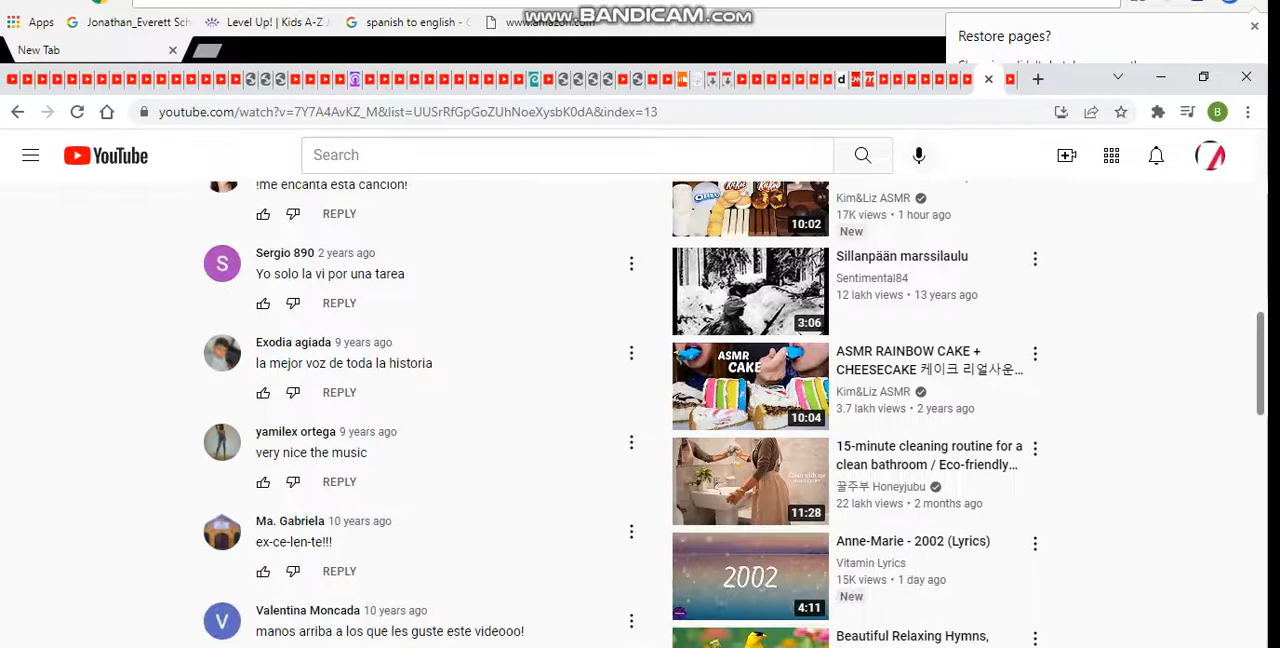 Apps
Jonathan_Everett Sch
Level Up! | Kids A-Z
spanish to english - G
www.amazon.com
www.BANDICAM.com
New Tab
Restore pages?
youtube.com/watch?v=7Y7A4AvKZ_M&list=UUSrRfGpGoZUhNoeXysbK0dA&index=13
B
YouTube
Search
!me encanta esta cancion!
REPLY
S
Sergio 890 2 years ago
Yo solo la vi por una tarea
REPLY
Exodia agiada 9 years ago
la mejor voz de toda la historia
REPLY
yamilex ortega 9 years ago
very nice the music
REPLY
Ma. Gabriela 10 years ago
ex-ce-len-te!!!
REPLY
V
Valentina Moncada 10 years ago
manos arriba a los que les guste este videooo!
OREO
10:02
Kim&Liz ASMR
17K views • 1 hour ago
New
3:06
Sillanpään marssilaulu
Sentimental84
12 lakh views • 13 years ago
ASMR
CAKE
10:04
ASMR RAINBOW CAKE +
CHEESECAKE 케이크 리얼사운...
Kim&Liz ASMR
3.7 lakh views • 2 years ago
11:28
15-minute cleaning routine for a
clean bathroom / Eco-friendly...
꿀주부 Honeyjubu
22 lakh views • 2 months ago
2002
4:11
Anne-Marie - 2002 (Lyrics)
Vitamin Lyrics
15K views • 1 day ago
New
Beautiful Relaxing Hymns,